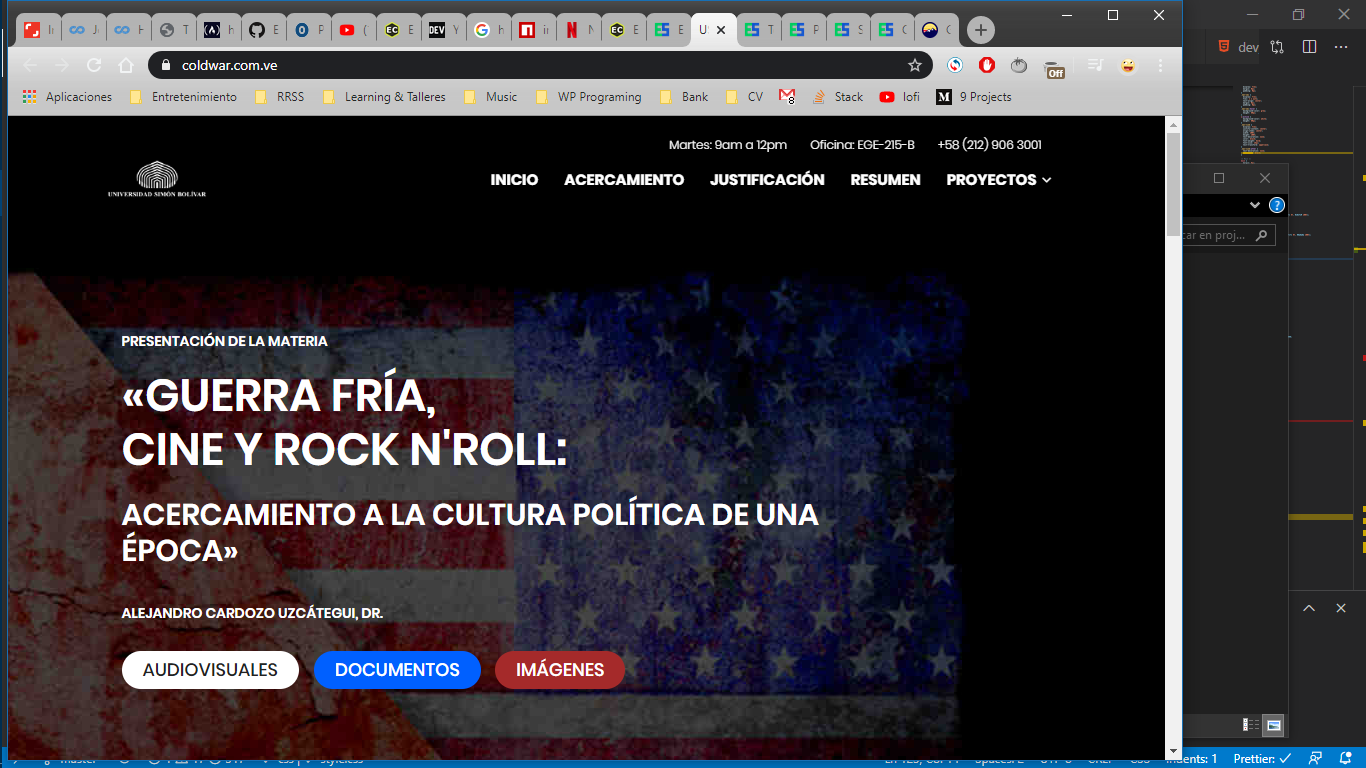 coldwar.com.ve
Off
Aplicaciones Entretenimiento RRSS Learning & Talleres Music WP Programing Bank CV 8 Stack lofi M 9 Projects
dev
Martes: 9am a 12pm Oficina: EGE-215-B +58 (212) 906 3001
UNIVERSIDAD SIMÓN BOLÍVAR
INICIO ACERCAMIENTO JUSTIFICACIÓN RESUMEN PROYECTOS
car en proj...
PRESENTACIÓN DE LA MATERIA
«GUERRA FRÍA,
CINE Y ROCK N'ROLL:
ACERCAMIENTO A LA CULTURA POLÍTICA DE UNA
ÉPOCA»
ALEJANDRO CARDOZO UZCÁTEGUI, DR.
AUDIOVISUALES DOCUMENTOS IMÁGENES
Indents: 1 Prettier: ✓